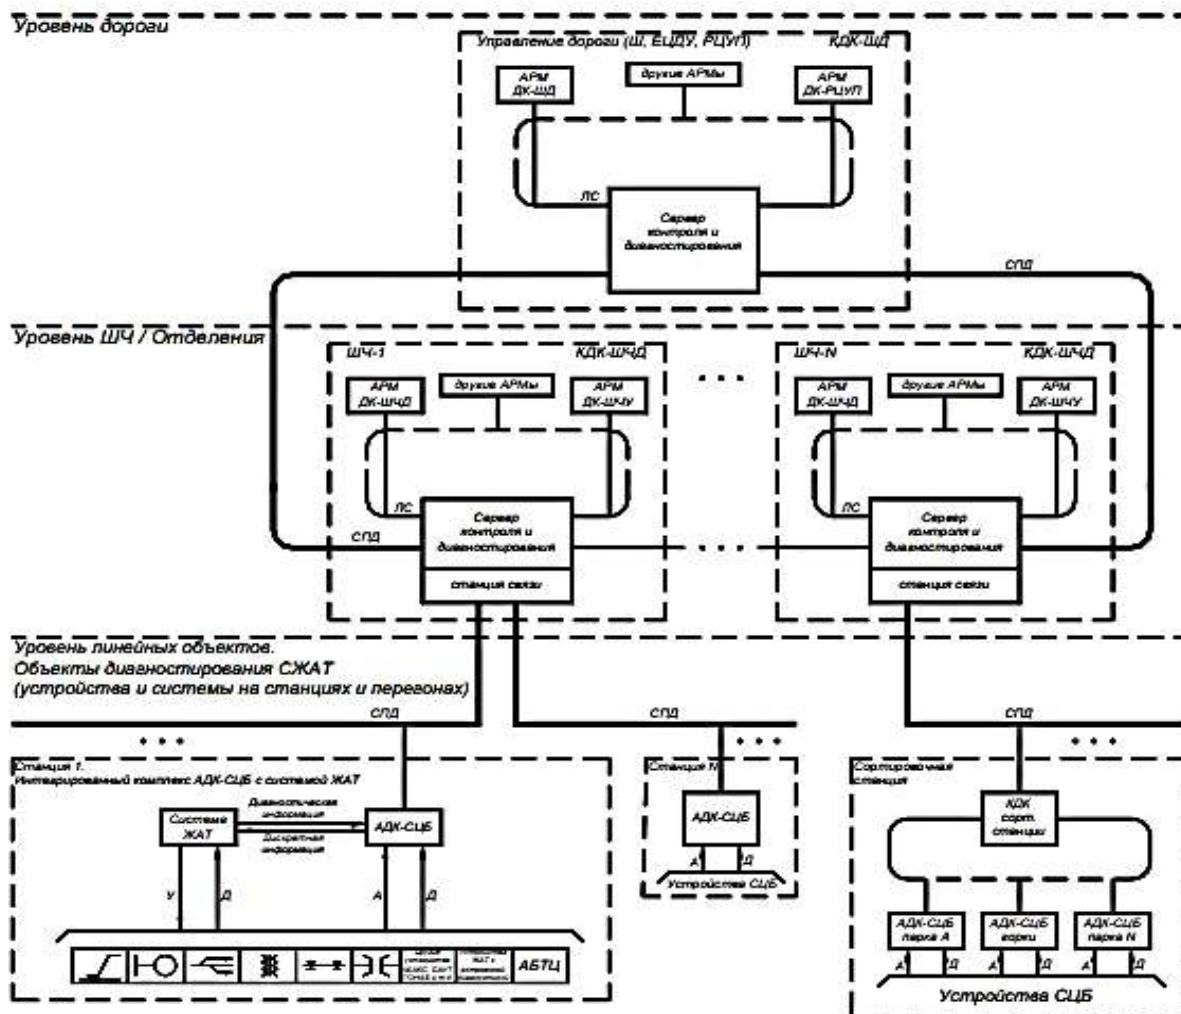 Уровень дороги
Управление дороги (Ш, ЕЦДУ, РЦУП)
КДК-ШД
АРМ
ДК-ШД
другие АРМы
АРМ
ДК-РЦУП
ЛС
Сервер
контроля и
диагностирования
СПД
Уровень ШЧ / Отделения
ШЧ-1
КДК-ШЧД
АРМ
ДК-ШЧД
другие АРМы
АРМ
ДК-ШЧУ
ЛС
Сервер
контроля и
диагностирования
станция связи
СПД
ШЧ-N
КДК-ШЧД
АРМ
ДК-ШЧД
другие АРМы
АРМ
ДК-ШЧУ
ЛС
Сервер
контроля и
диагностирования
станция связи
Уровень линейных объектов.
Объекты диагностирования СЖАТ
(устройства и системы на станциях и перегонах)
СПД
СПД
СПД
Станция 1.
Интегрированный комплекс АДК-СЦБ с системой ЖАТ
Система
ЖАТ
Диагностическая
информация
Дискретная
информация
АДК-СЦБ
У
Д
А
Д
АБТЦ
Станция N
АДК-СЦБ
А
Д
Устройства СЦБ
Сортировочная
станция
КДК
сорт.
станции
АДК-СЦБ
парка А
АДК-СЦБ
горки
АДК-СЦБ
парка N
А
Д
А
Д
А
Д
Устройства СЦБ